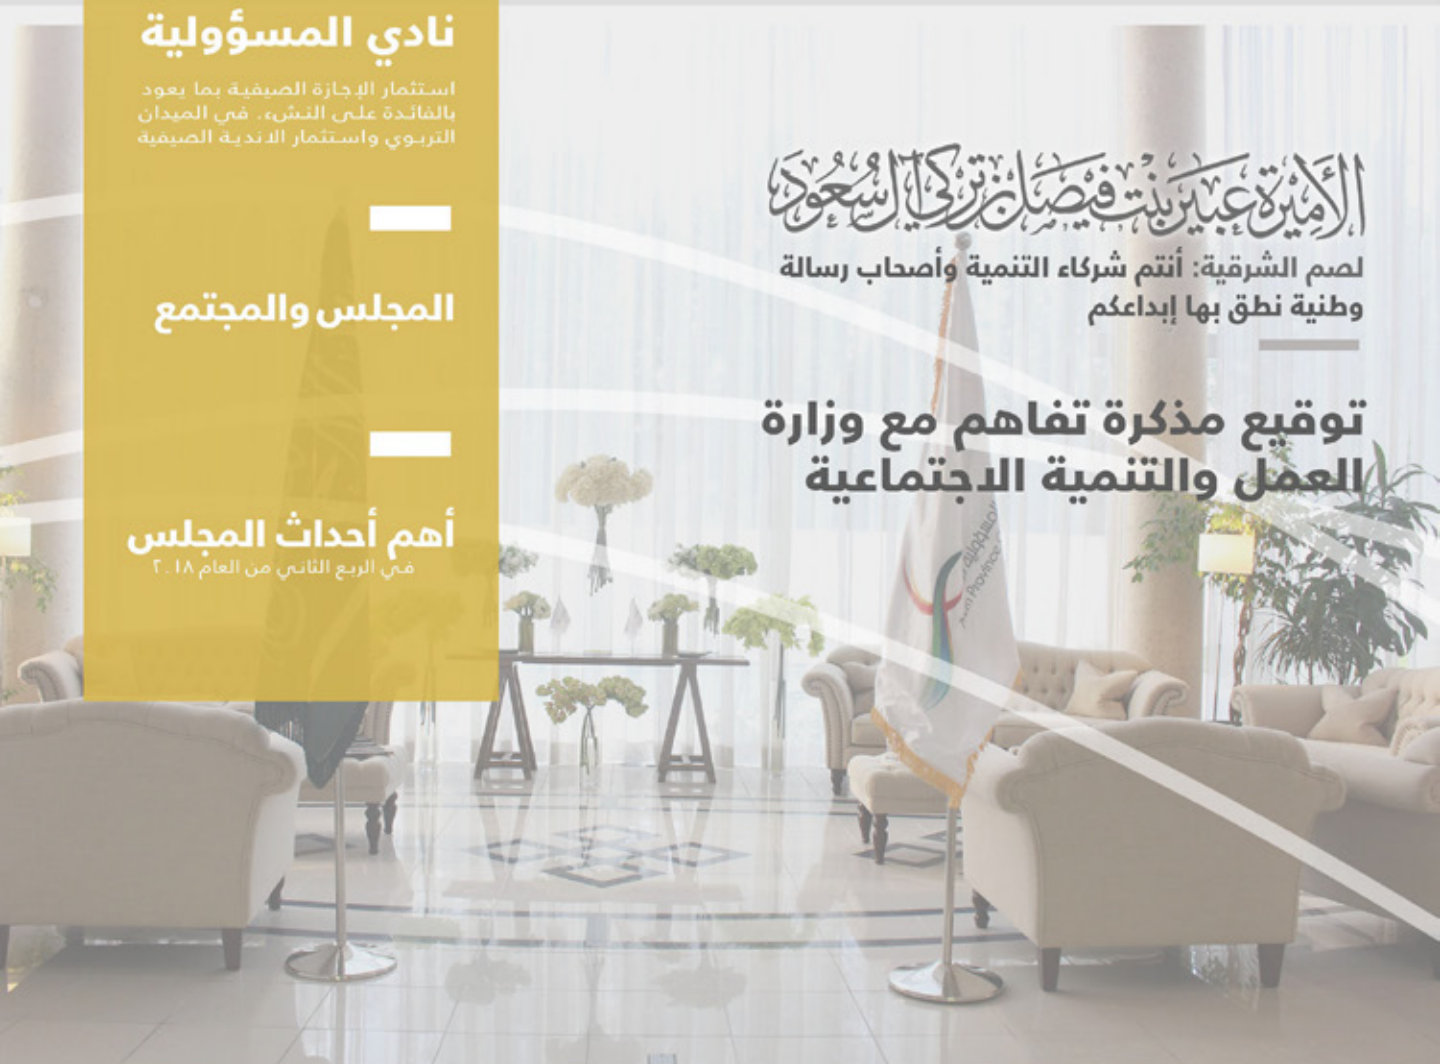 الأميرة عبير بنت فيصل بن تركي آل سعود
لصم الشرقية: أنتم شركاء التنمية وأصحاب رسالة
وطنية نطق بها إبداعكم
توقيع مذكرة تفاهم مع وزارة
العمل والتنمية الاجتماعية
نادي المسؤولية
استثمار الإجازة الصيفية بما يعود
بالفائدة على النشء. في الميدان
التربوي واستثمار الاندية الصيفية
المجلس والمجتمع
أهم أحداث المجلس
في الربع الثاني من العام ٢٠١٨